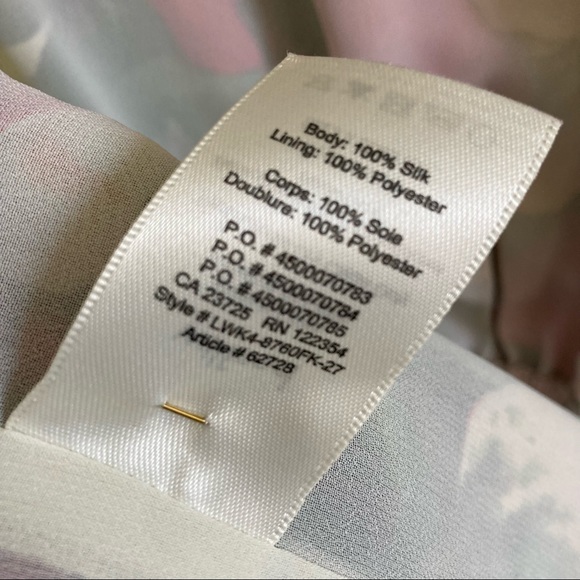 Body: 100% Silk
Lining: 100% Polyester
Corps: 100% Soie
Doublure: 100% Polyester
P.O. # 4500070783
P.O. # 4500070784
P.O. # 4500070785
CA 23725 RN 122354
Style # LWK4-8760FK-27
Article # 62728